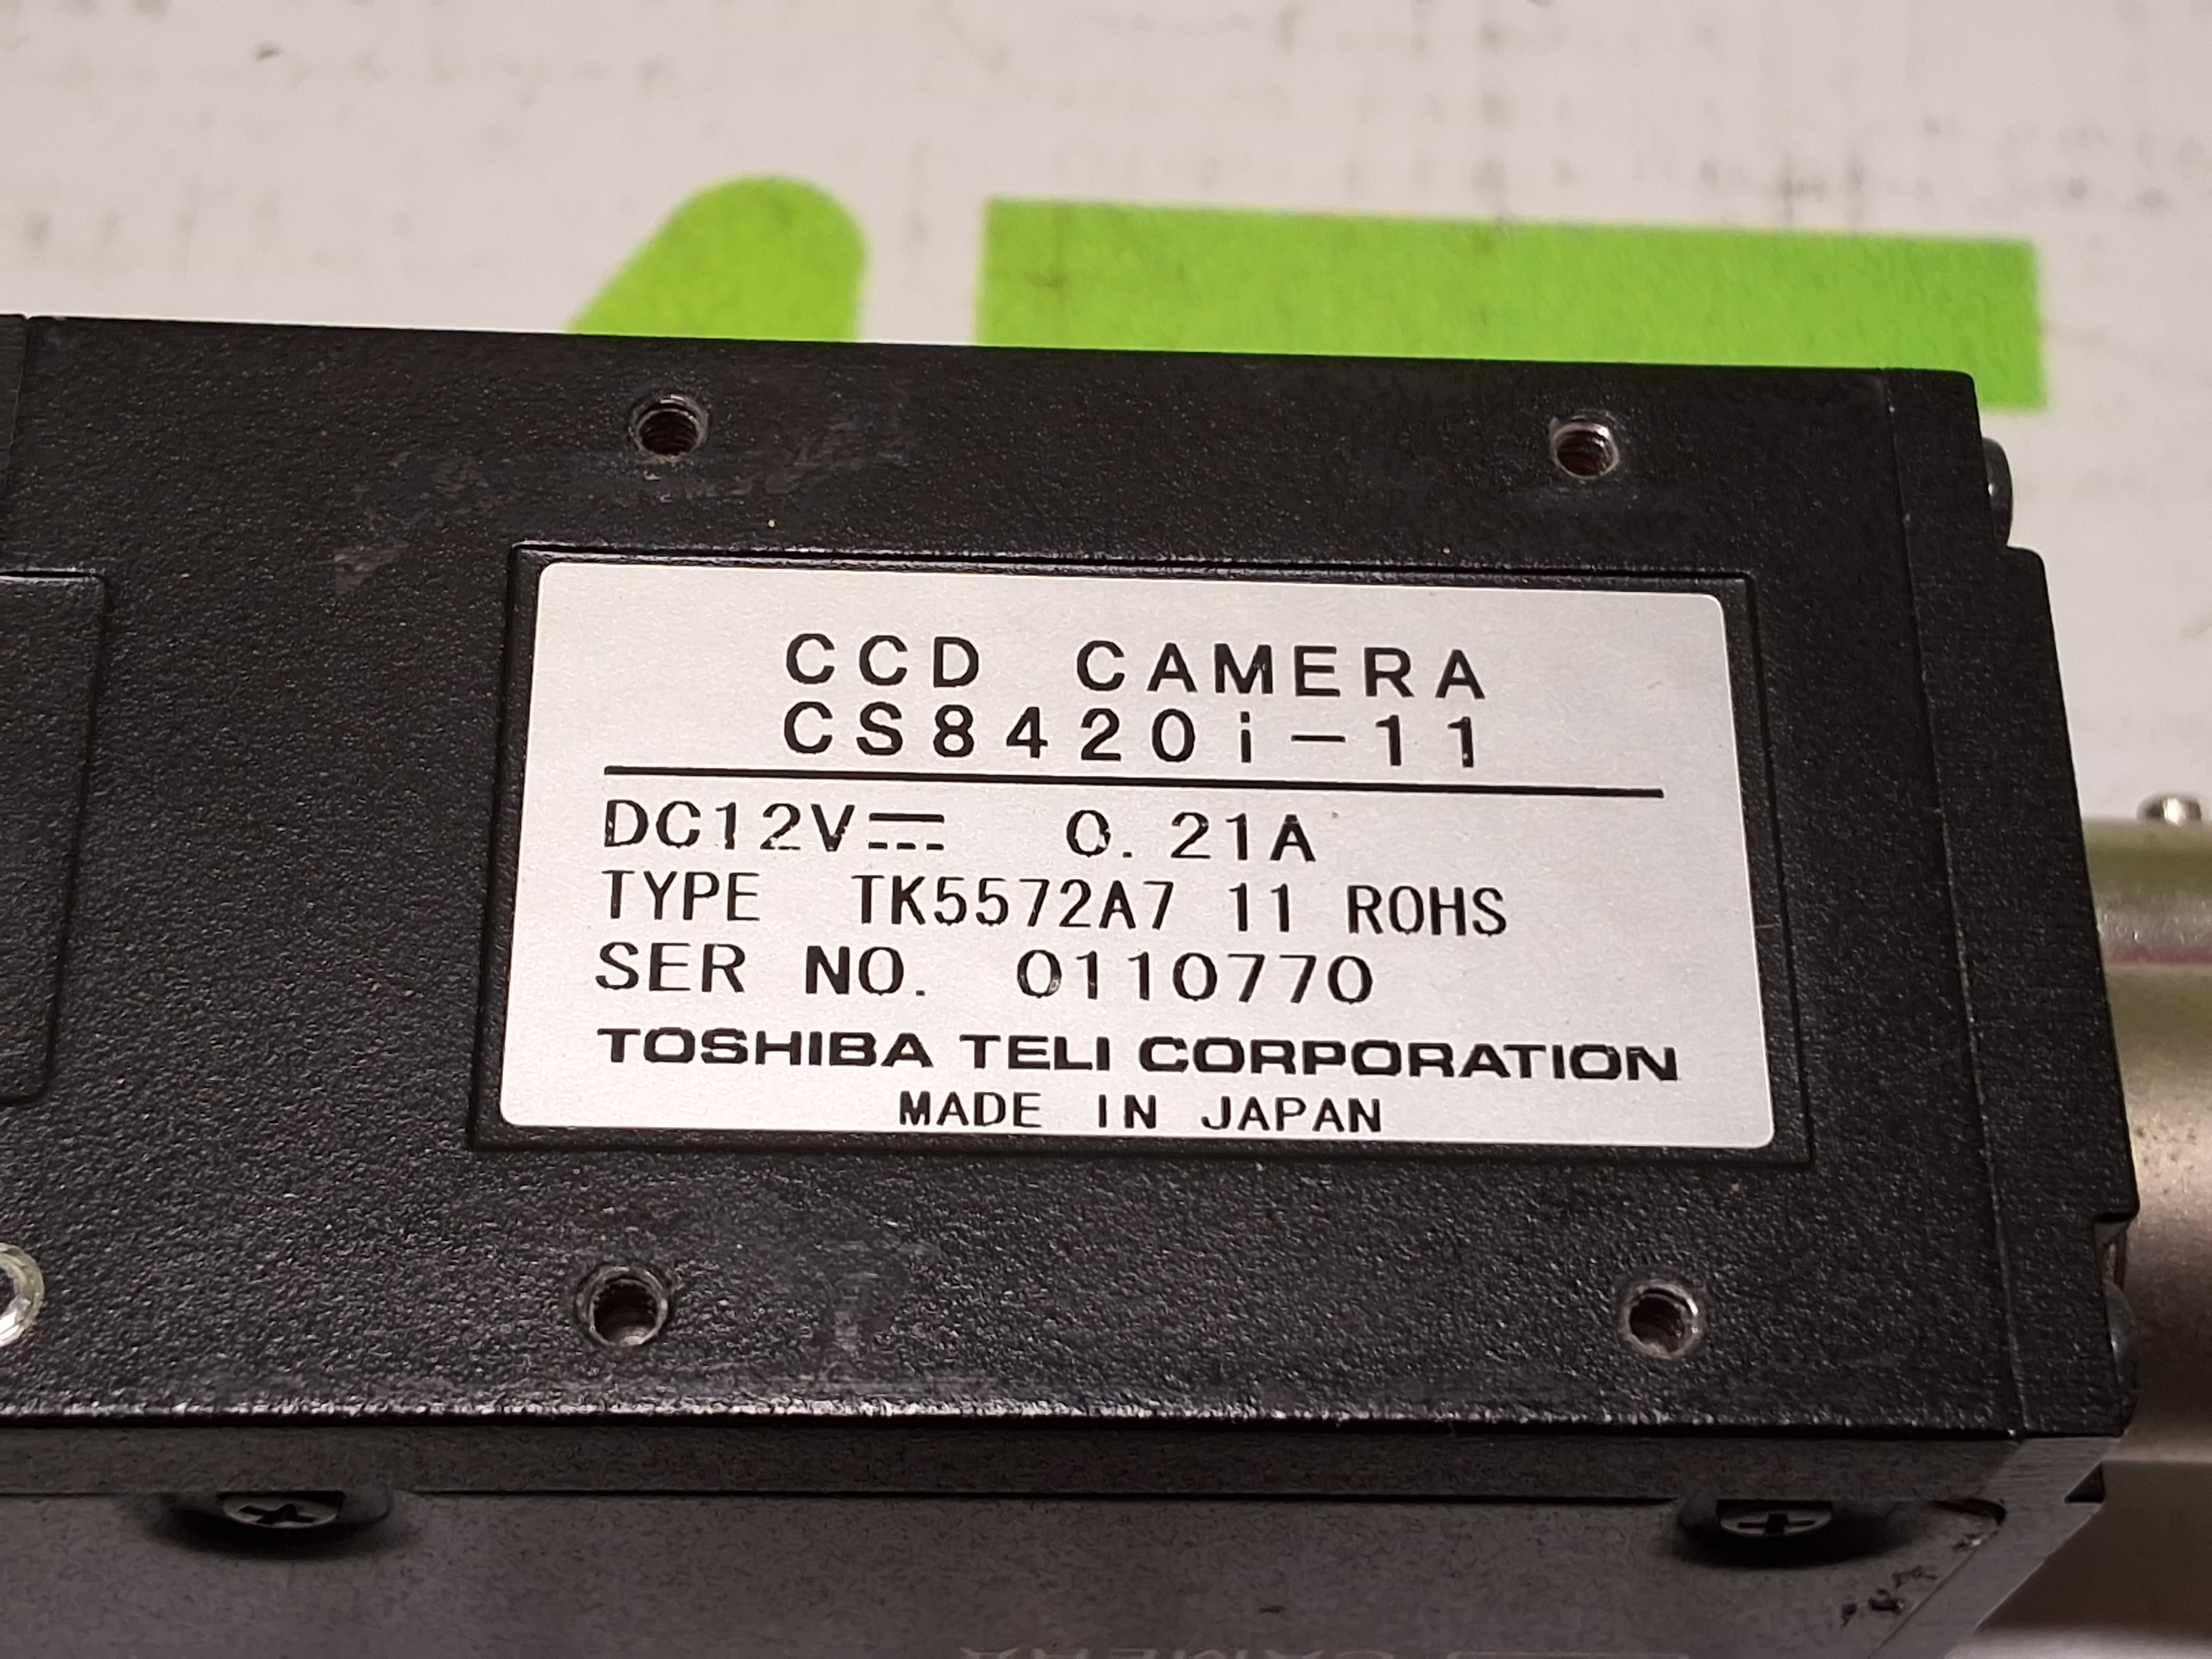 CCD CAMERA
CS8420i-11
DC12V⎓ 0.21A
TYPE TK5572A7 11 ROHS
SER NO. 0110770
TOSHIBA TELI CORPORATION
MADE IN JAPAN